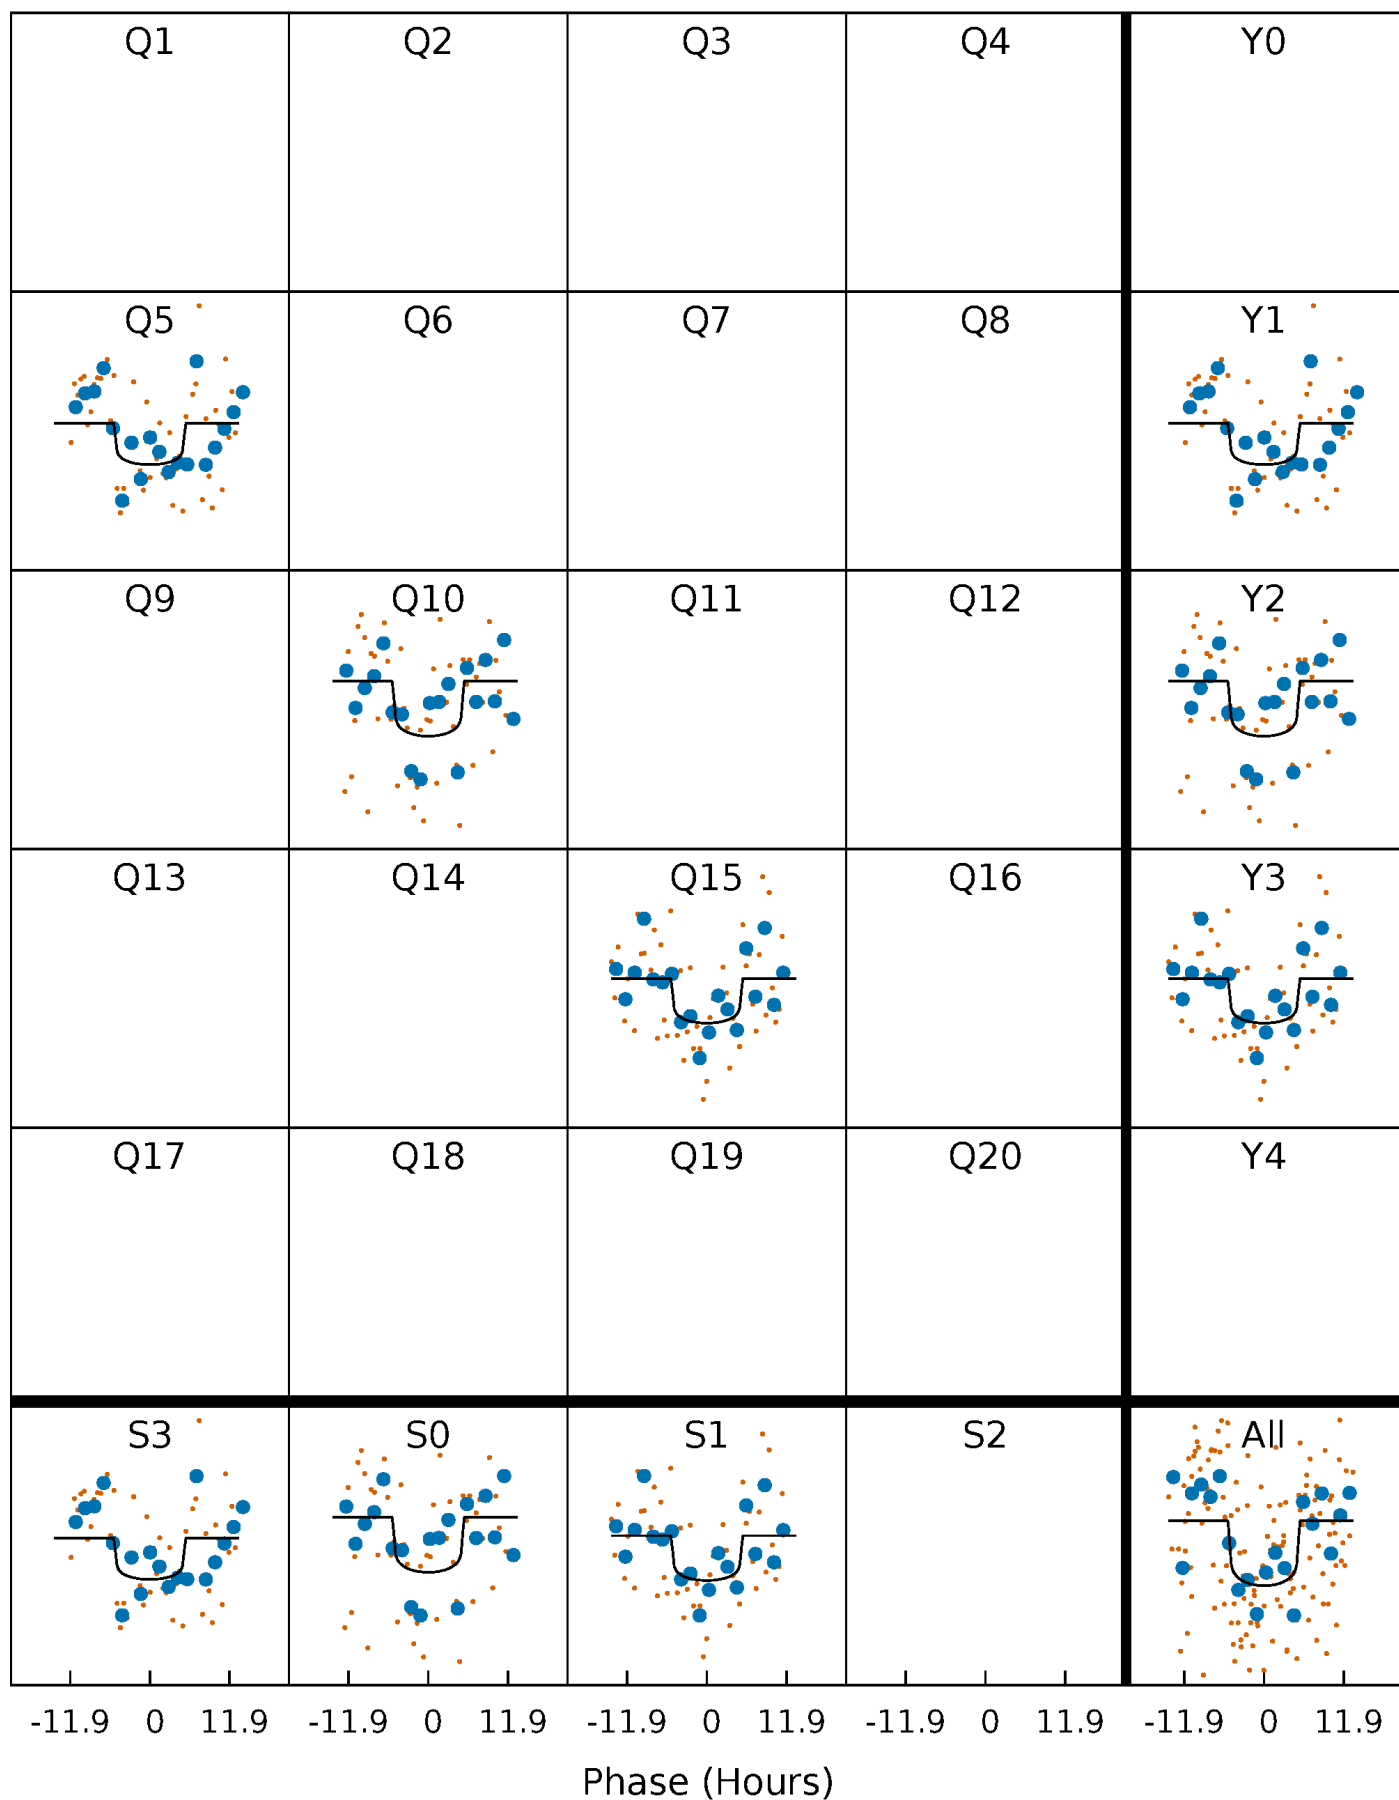 Q1 Q2 Q3 Q4 Y0
Q5 Q6 Q7 Q8 Y1
Q9 Q10 Q11 Q12 Y2
Q13 Q14 Q15 Q16 Y3
Q17 Q18 Q19 Q20 Y4
S3 S0 S1 S2 All
-11.9 0 11.9 -11.9 0 11.9 -11.9 0 11.9 -11.9 0 11.9 -11.9 0 11.9
Phase (Hours)